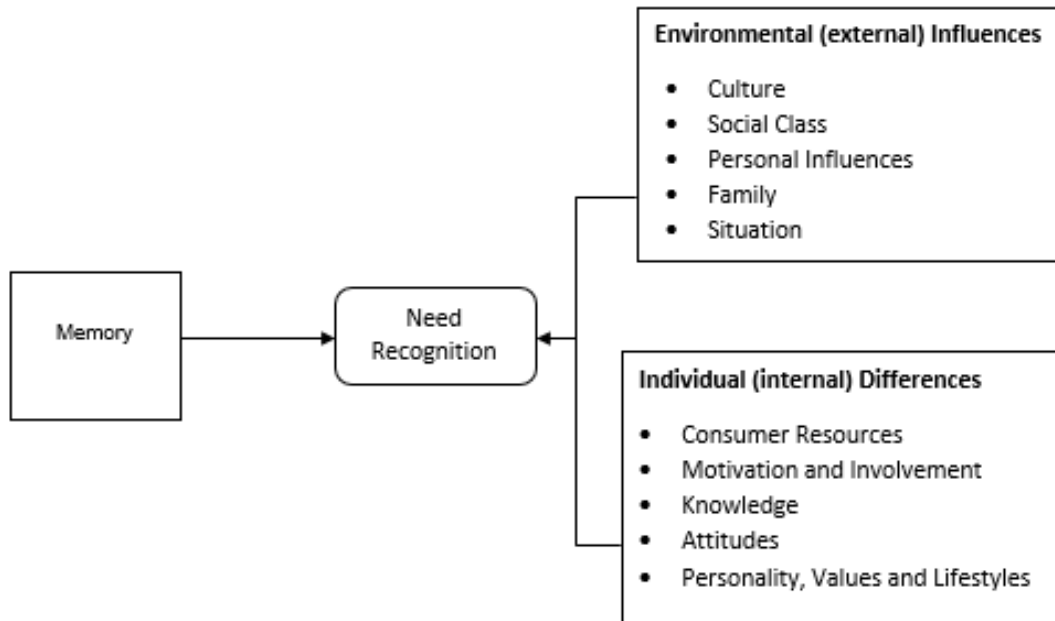 Environmental (external) Influences
• Culture
• Social Class
• Personal Influences
• Family
• Situation
Memory
Need
Recognition
Individual (internal) Differences
• Consumer Resources
• Motivation and Involvement
• Knowledge
• Attitudes
• Personality, Values and Lifestyles